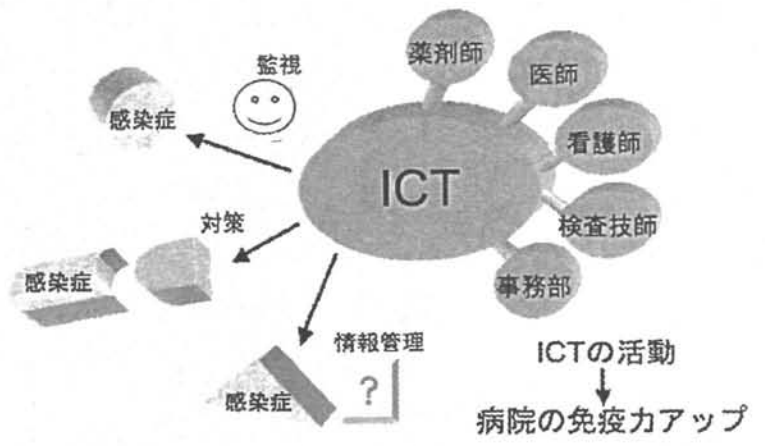 薬剤師
医師
看護師
検査技師
事務部
ICT
監視
感染症
対策
感染症
情報管理
感染症
?
ICTの活動
病院の免疫力アップ